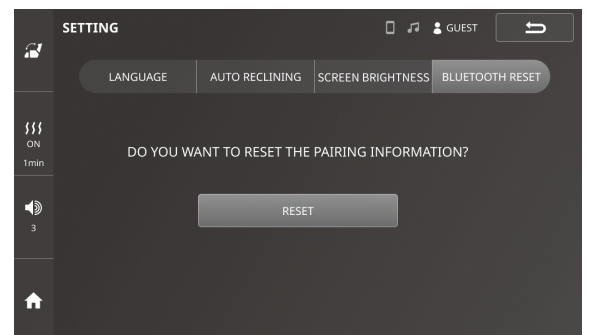 SETTING
GUEST
LANGUAGE
AUTO RECLINING
SCREEN BRIGHTNESS
BLUETOOTH RESET
ON
1min
DO YOU WANT TO RESET THE PAIRING INFORMATION?
3
RESET